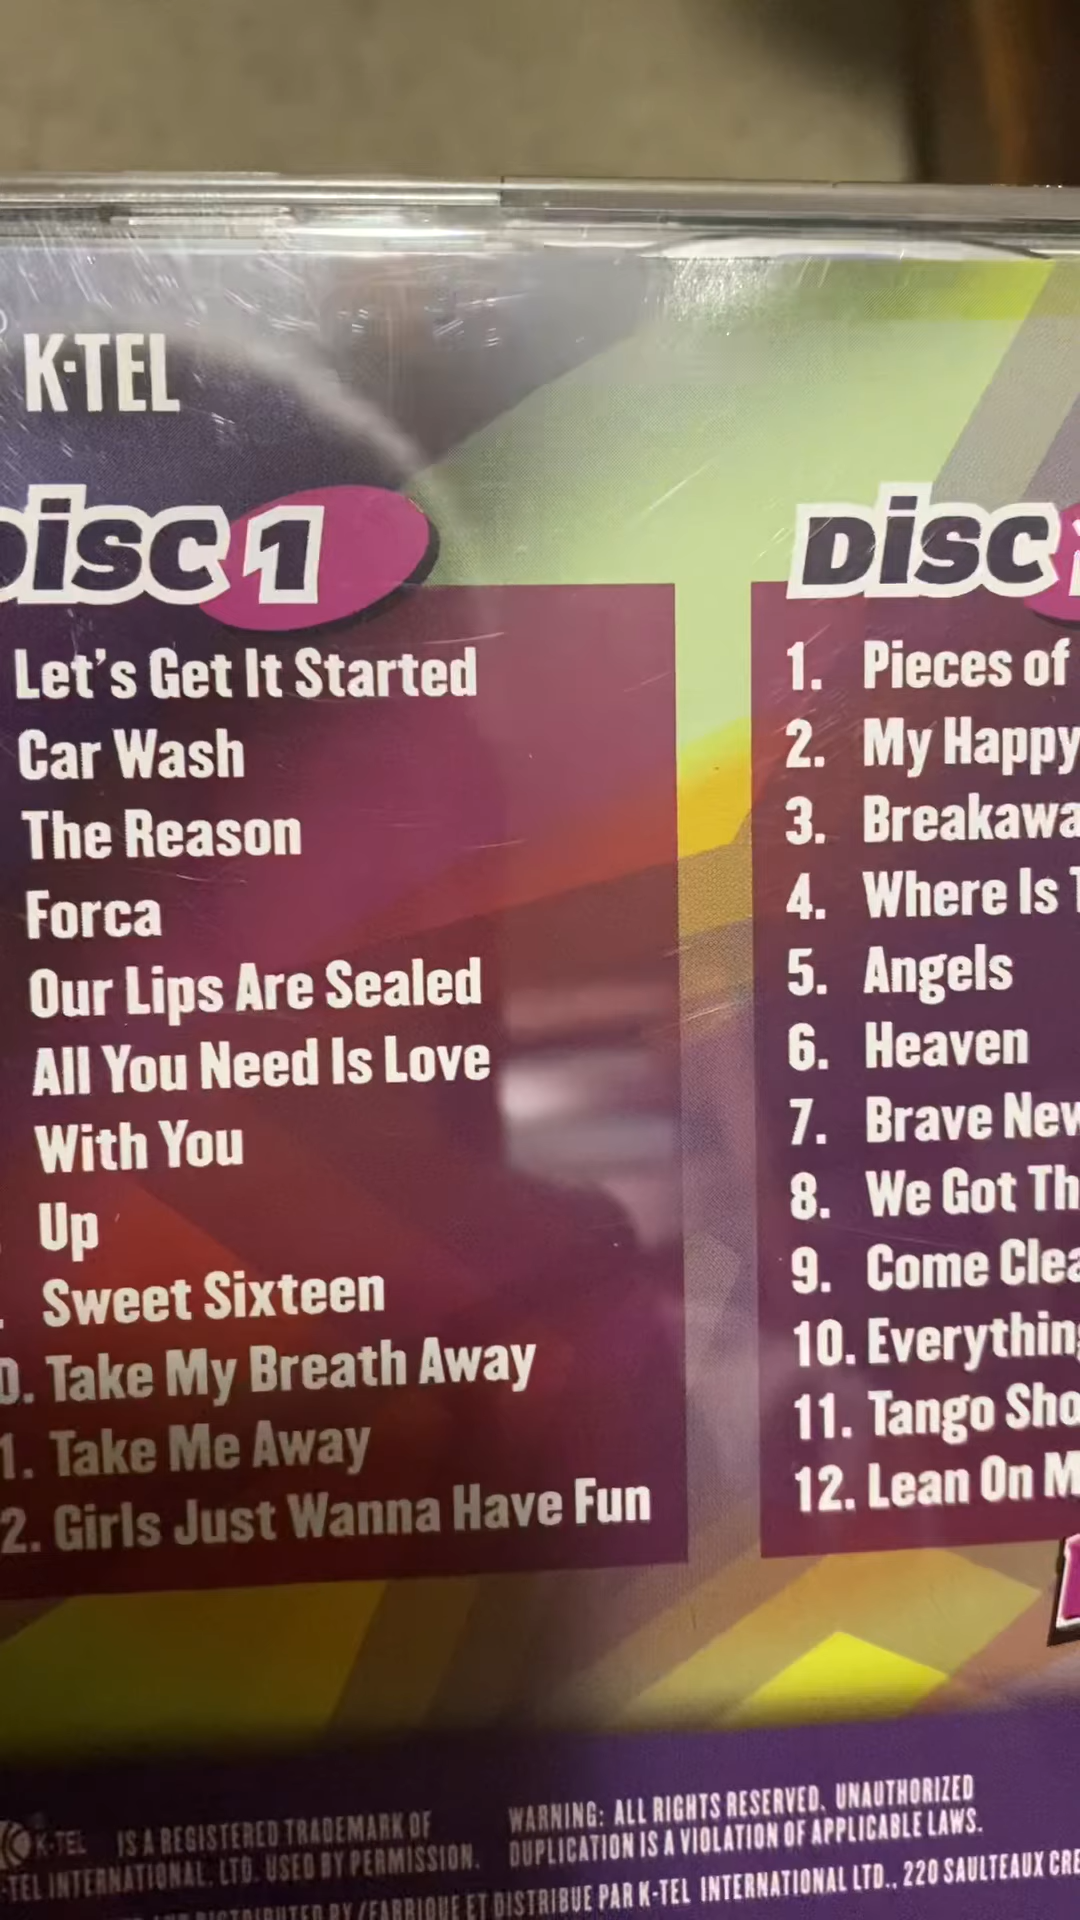 K-TEL
DISC 1
Let's Get It Started
Car Wash
The Reason
Forca
Our Lips Are Sealed
All You Need Is Love
With You
Up
Sweet Sixteen
0. Take My Breath Away
1. Take Me Away
2. Girls Just Wanna Have Fun
DISC
1. Pieces of
2. My Happy
3. Breakawa
4. Where Is T
5. Angels
6. Heaven
7. Brave New
8. We Got Th
9. Come Clea
10. Everything
11. Tango Sho
12. Lean On M
K-TEL IS A REGISTERED TRADEMARK OF
-TEL INTERNATIONAL. LTD. USED BY PERMISSION.
WARNING: ALL RIGHTS RESERVED. UNAUTHORIZED
DUPLICATION IS A VIOLATION OF APPLICABLE LAWS.
DISTRIBUTED BY / FABRIQUE ET DISTRIBUE PAR K-TEL INTERNATIONAL LTD., 220 SAULTEAUX CRE